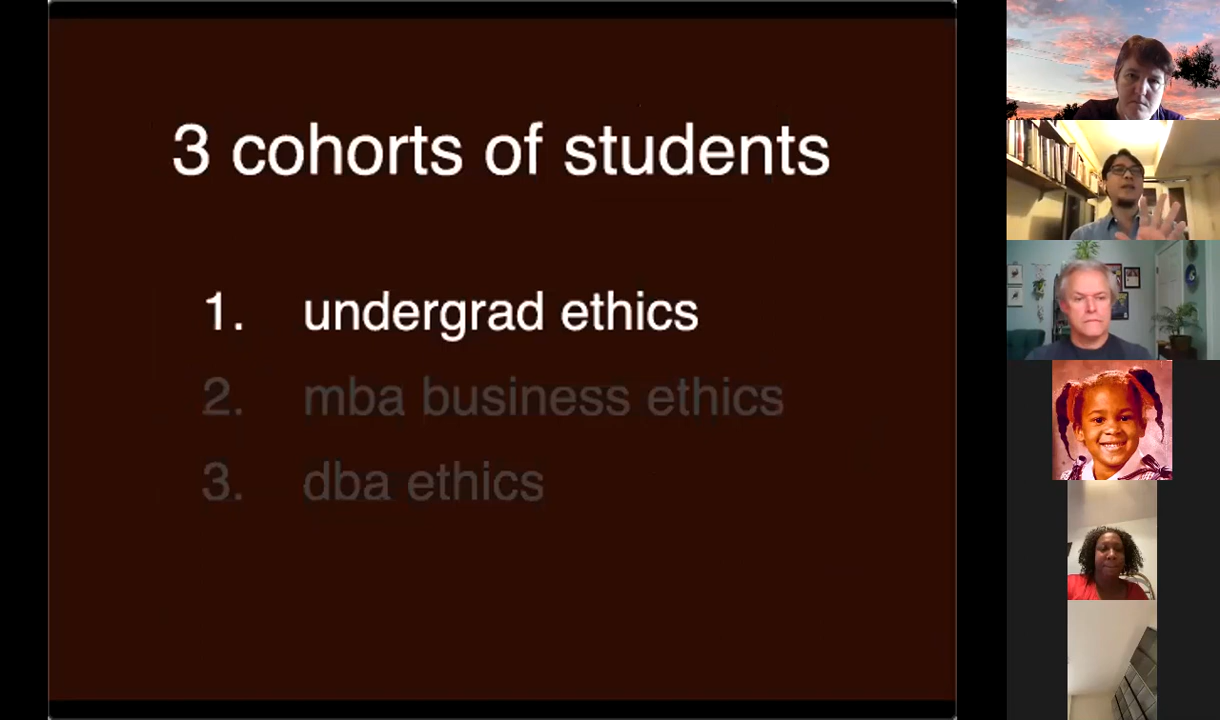 3 cohorts of students
1. undergrad ethics
2. mba business ethics
3. dba ethics